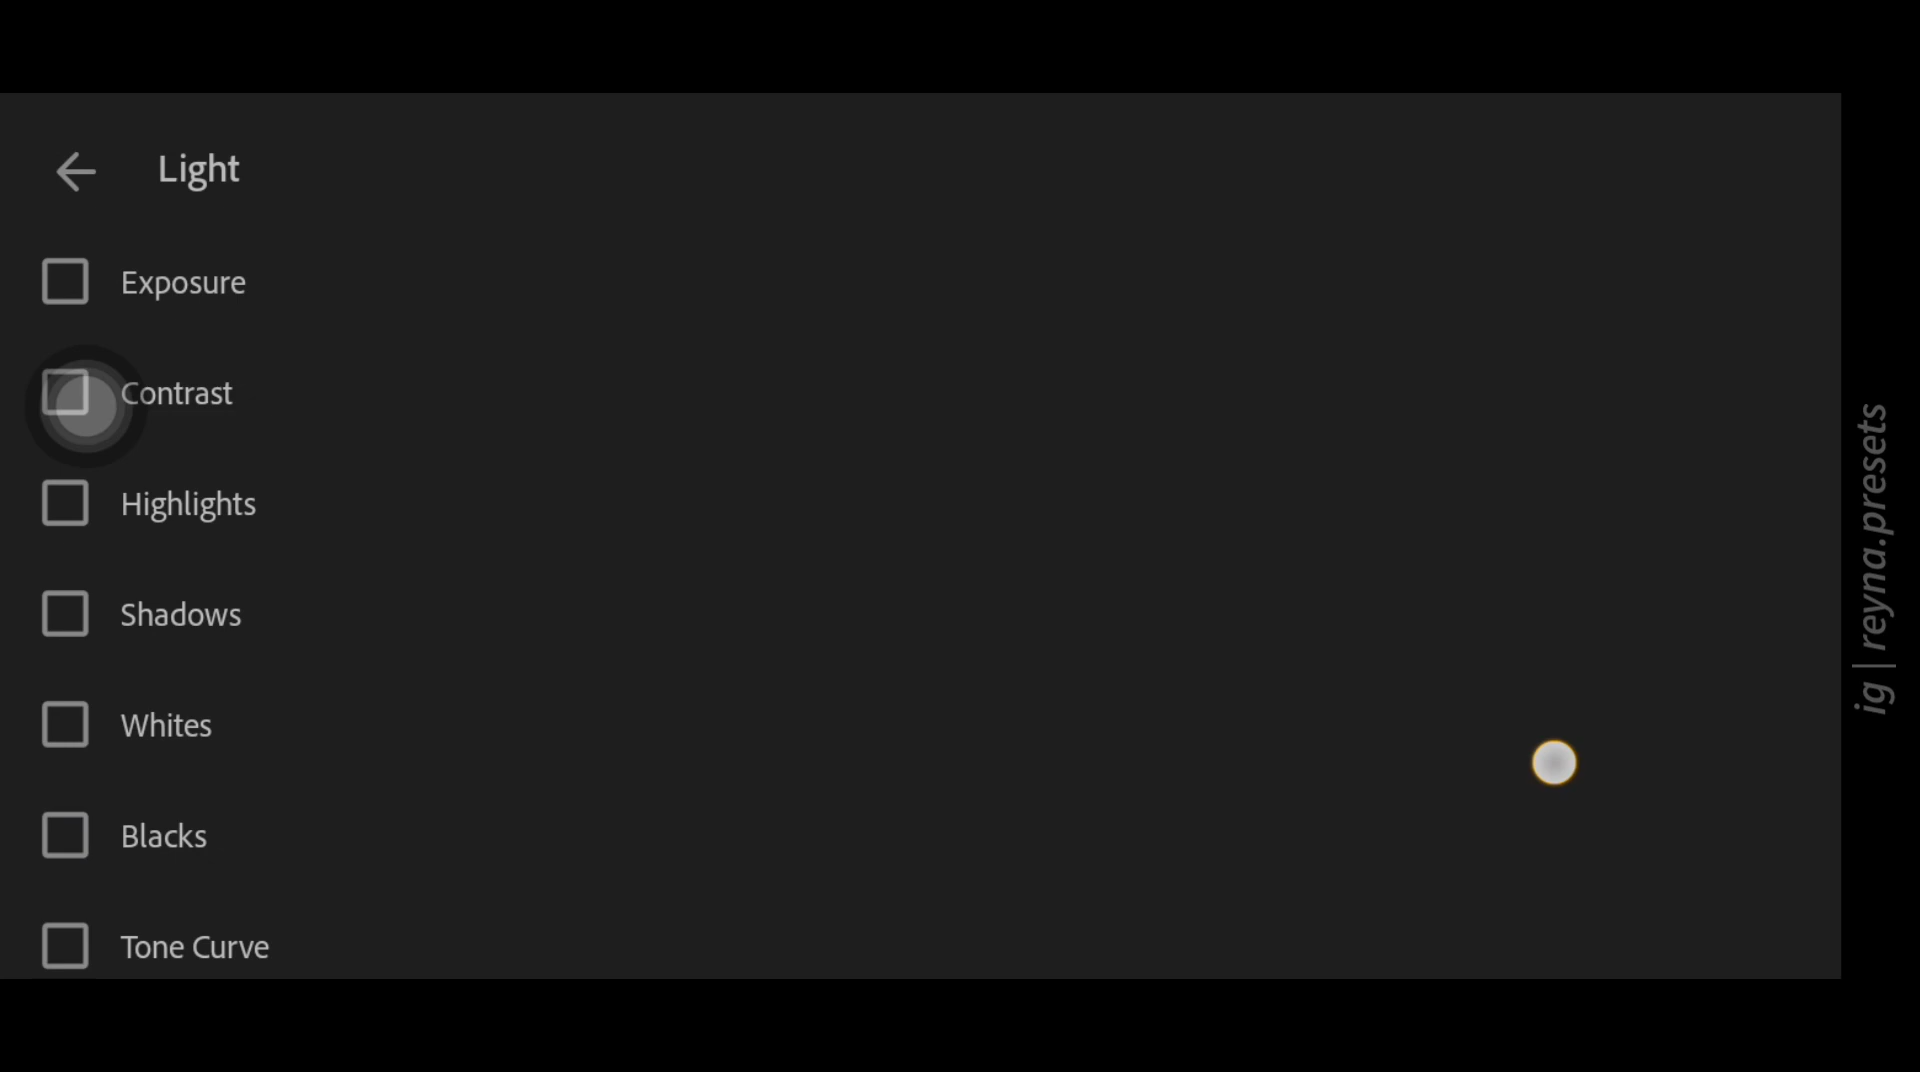 Light
Exposure
Contrast
Highlights
Shadows
Whites
Blacks
Tone Curve
ig | reyna.presets